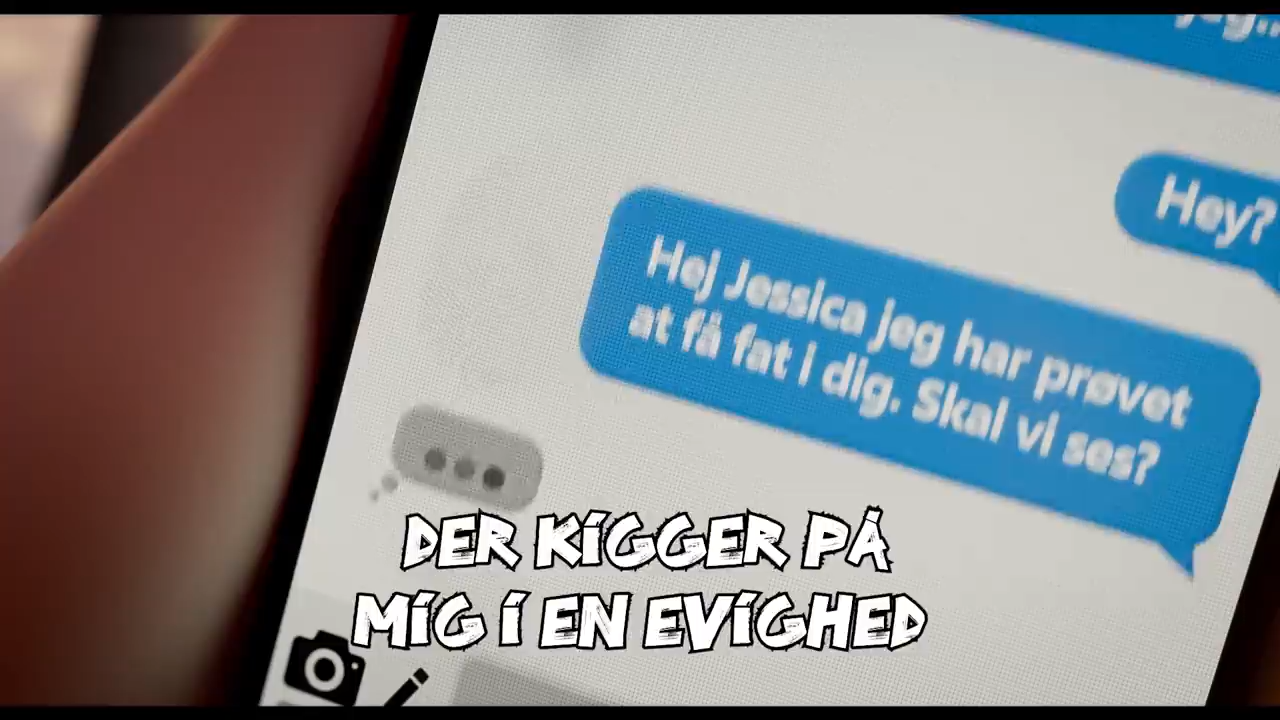 Hey?
Hej Jessica jeg har prøvet
at få fat i dig. Skal vi ses?
DER KIGGER PÅ
MIG I EN EVIGHED